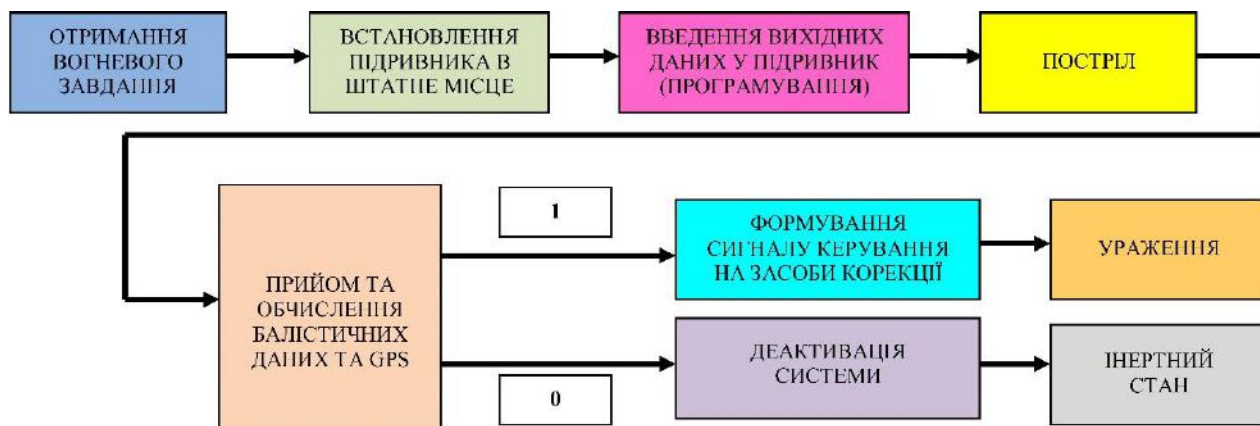 ОТРИМАННЯ
ВОГНЕВОГО
ЗАВДАННЯ
ВСТАНОВЛЕННЯ
ПІДРИВНИКА В
ШТАТНЕ МІСЦЕ
ВВЕДЕННЯ ВИХІДНИХ
ДАНИХ У ПІДРИВНИК
(ПРОГРАМУВАННЯ)
ПОСТРІЛ
ПРИЙОМ ТА
ОБЧИСЛЕННЯ
БАЛІСТИЧНИХ
ДАНИХ ТА GPS
1
ФОРМУВАННЯ
СИГНАЛУ КЕРУВАННЯ
НА ЗАСОБИ КОРЕКЦІЇ
УРАЖЕННЯ
0
ДЕАКТИВАЦІЯ
СИСТЕМИ
ІНЕРТНИЙ
СТАН